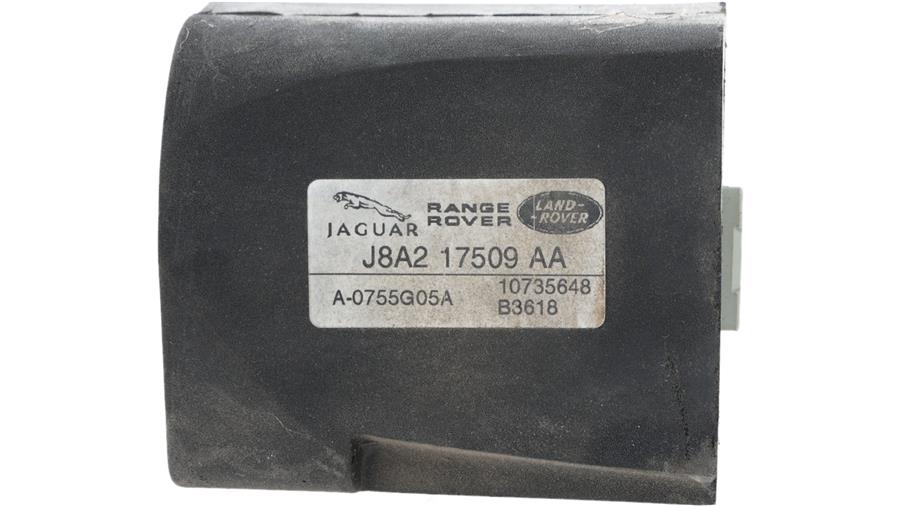 JAGUAR
RANGE
ROVER
LAND-
-ROVER
J8A2 17509 AA
A-0755G05A
10735648
B3618